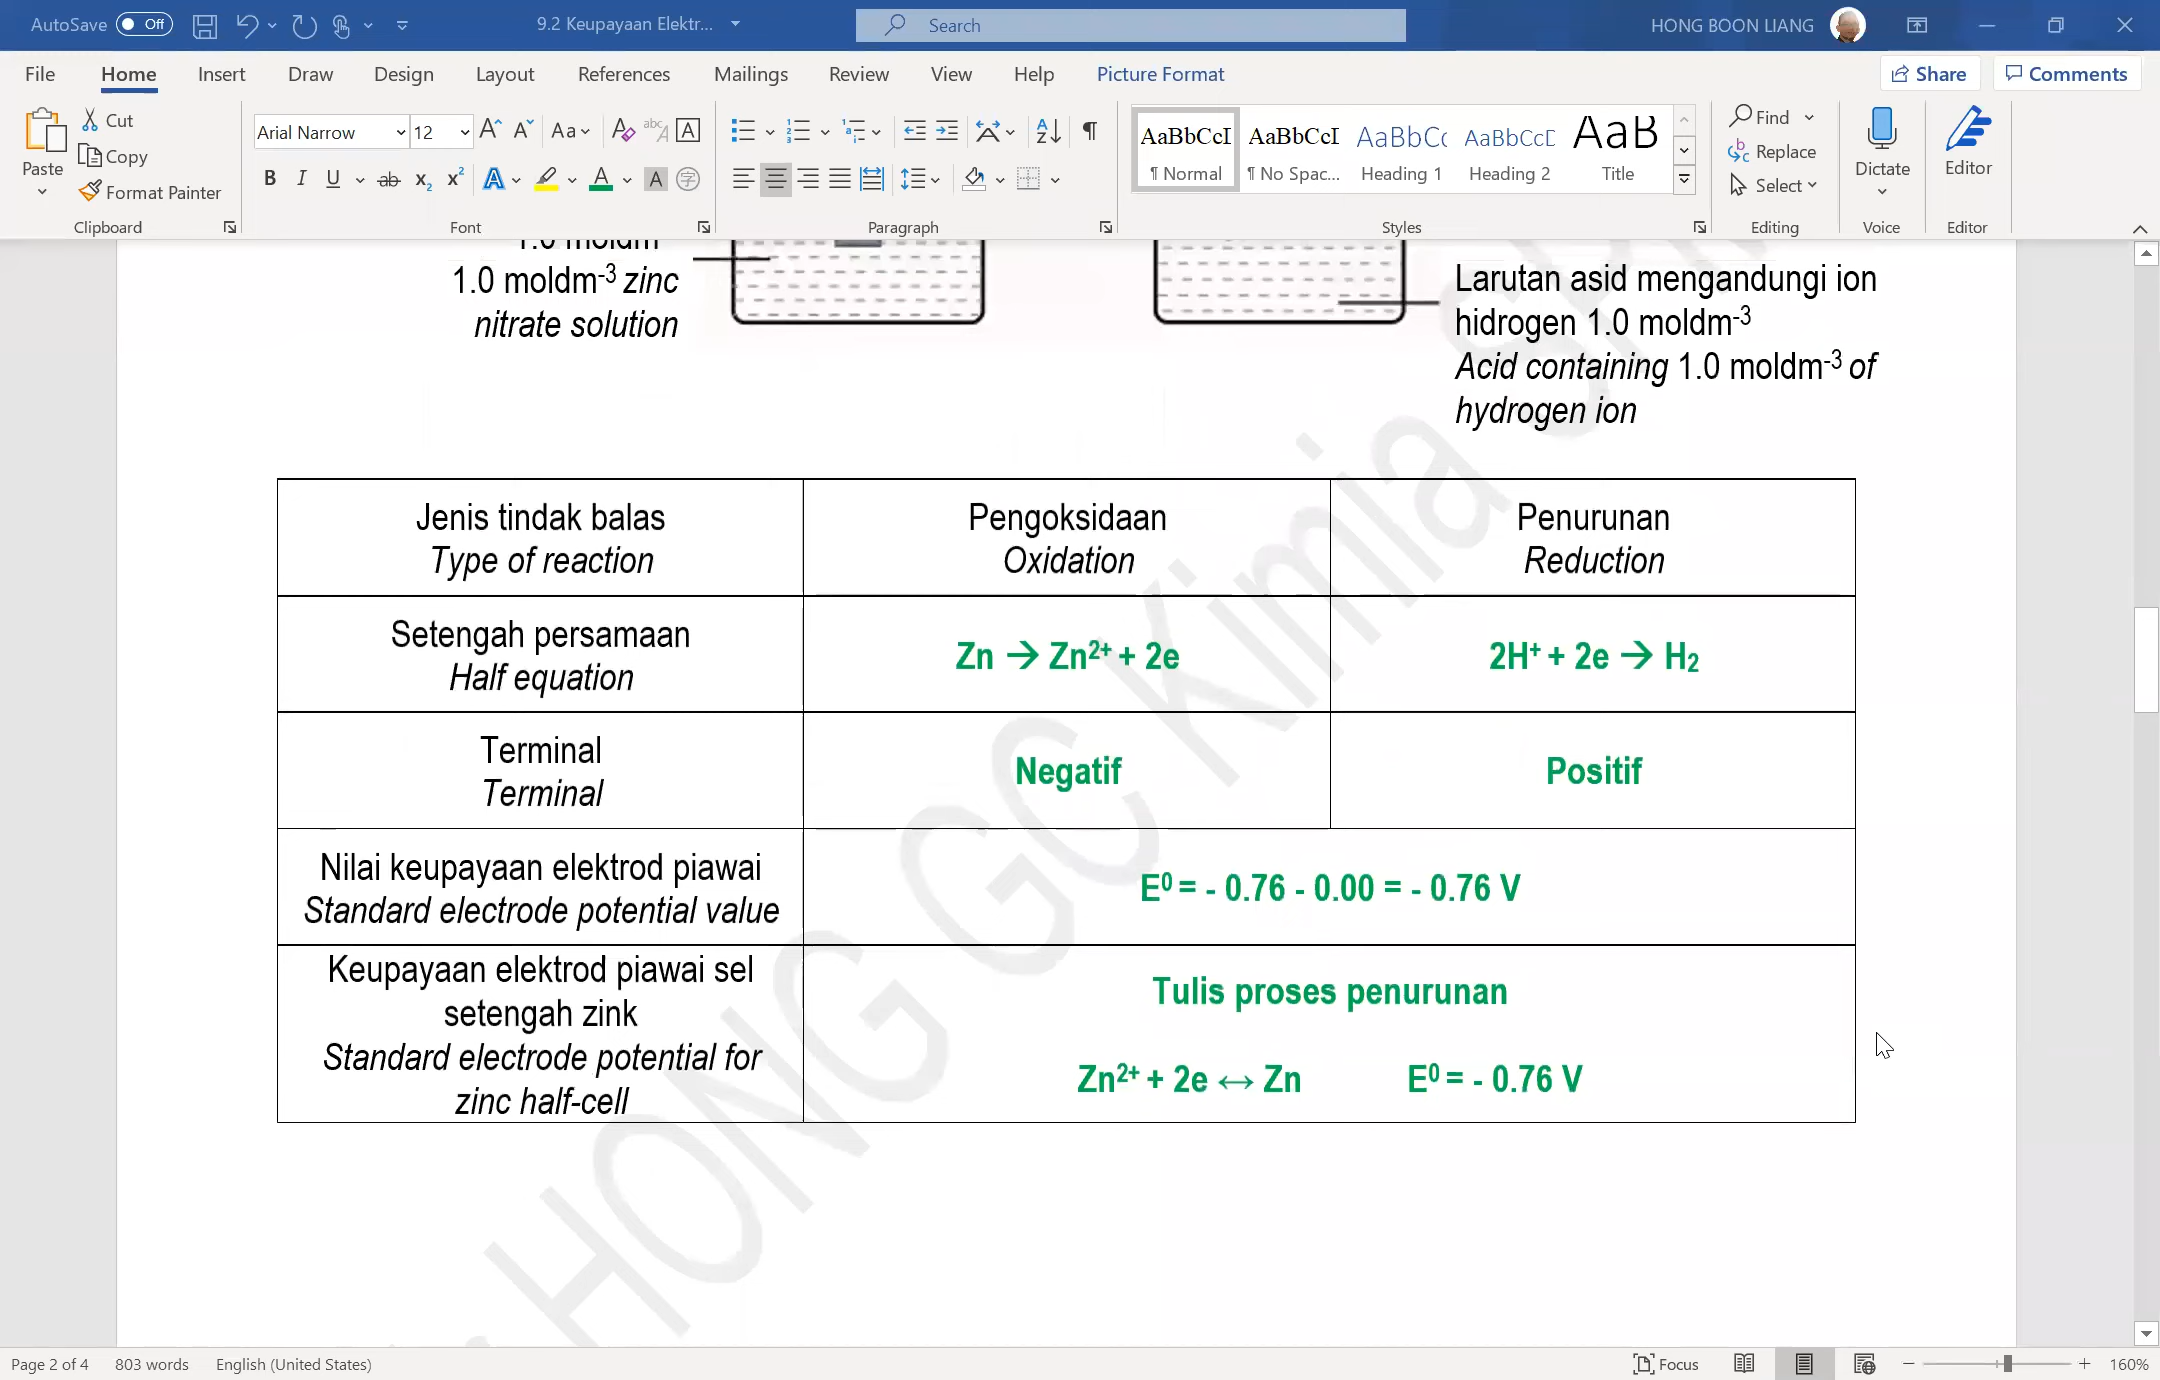 AutoSave Off
9.2 Keupayaan Elektr...
Search
HONG BOON LIANG
File Home Insert Draw Design Layout References Mailings Review View Help Picture Format
Share
Comments
Paste
Cut
Copy
Format Painter
Clipboard
Arial Narrow
12
Font
Paragraph
AaBbCcI
¶ Normal
AaBbCcI
¶ No Spac...
AaBbCc
Heading 1
AaBbCcD
Heading 2
AaB
Title
Styles
Find
Replace
Select
Editing
Dictate
Voice
Editor
Editor
1.0 moldm⁻³ zinc
nitrate solution
Larutan asid mengandungi ion
hidrogen 1.0 moldm⁻³
Acid containing 1.0 moldm⁻³ of
hydrogen ion
Jenis tindak balas
Type of reaction
Pengoksidaan
Oxidation
Penurunan
Reduction
Setengah persamaan
Half equation
Zn → Zn²⁺ + 2e
2H⁺ + 2e → H₂
Terminal
Terminal
Negatif
Positif
Nilai keupayaan elektrod piawai
Standard electrode potential value
E⁰ = - 0.76 - 0.00 = - 0.76 V
Keupayaan elektrod piawai sel
setengah zink
Standard electrode potential for
zinc half-cell
Tulis proses penurunan
Zn²⁺ + 2e ↔ Zn E⁰ = - 0.76 V
HONG GC Kimia
Page 2 of 4
803 words
English (United States)
Focus
160%